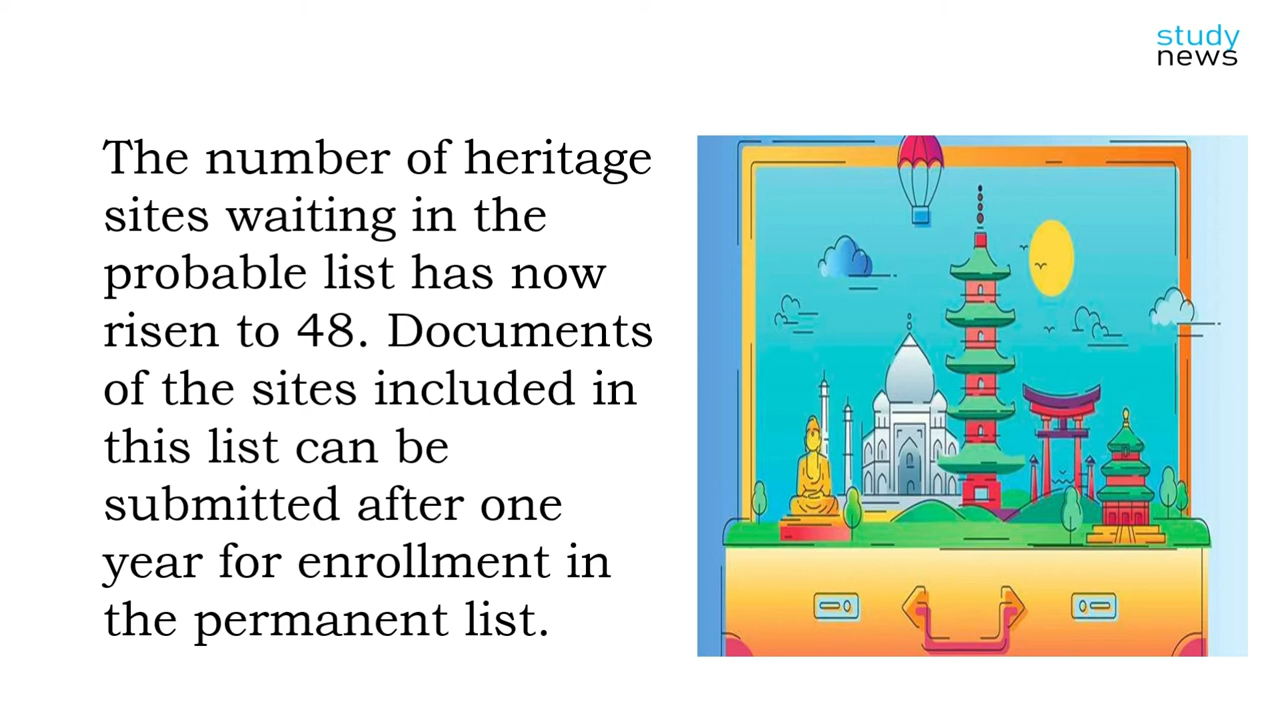 study
news
The number of heritage
sites waiting in the
probable list has now
risen to 48. Documents
of the sites included in
this list can be
submitted after one
year for enrollment in
the permanent list.